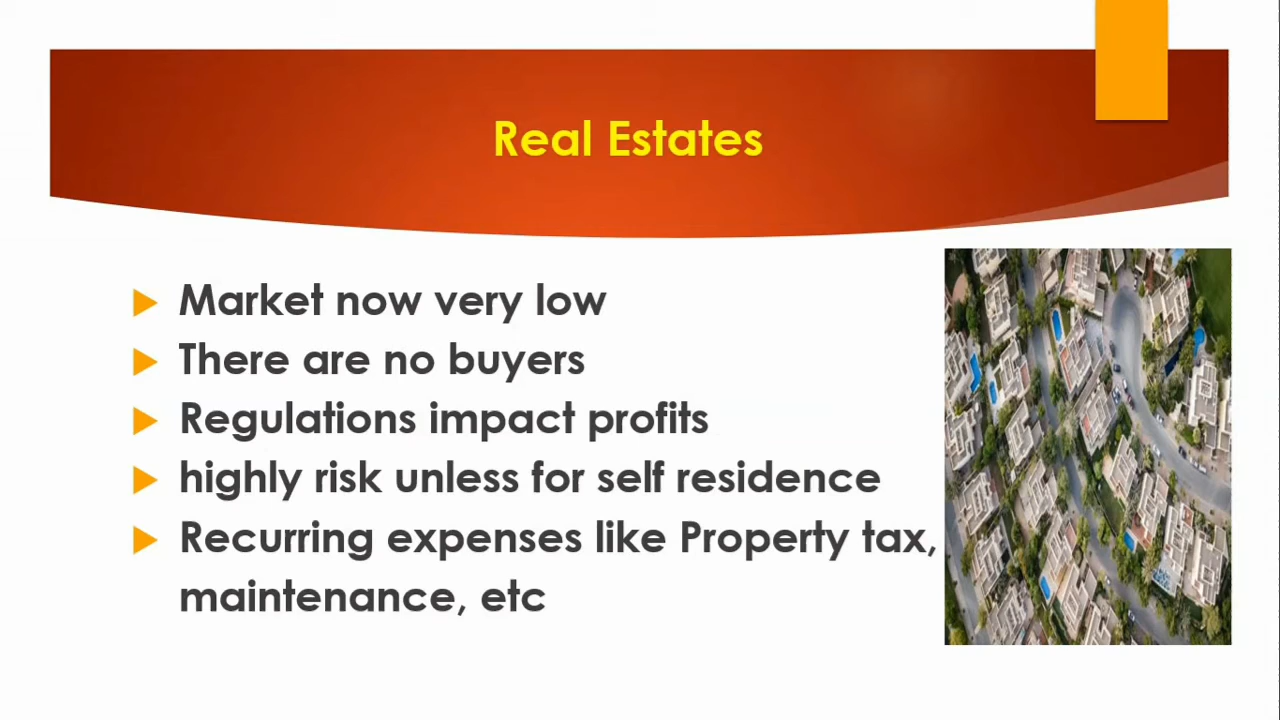 Real Estates
Market now very low
There are no buyers
Regulations impact profits
highly risk unless for self residence
Recurring expenses like Property tax,
maintenance, etc